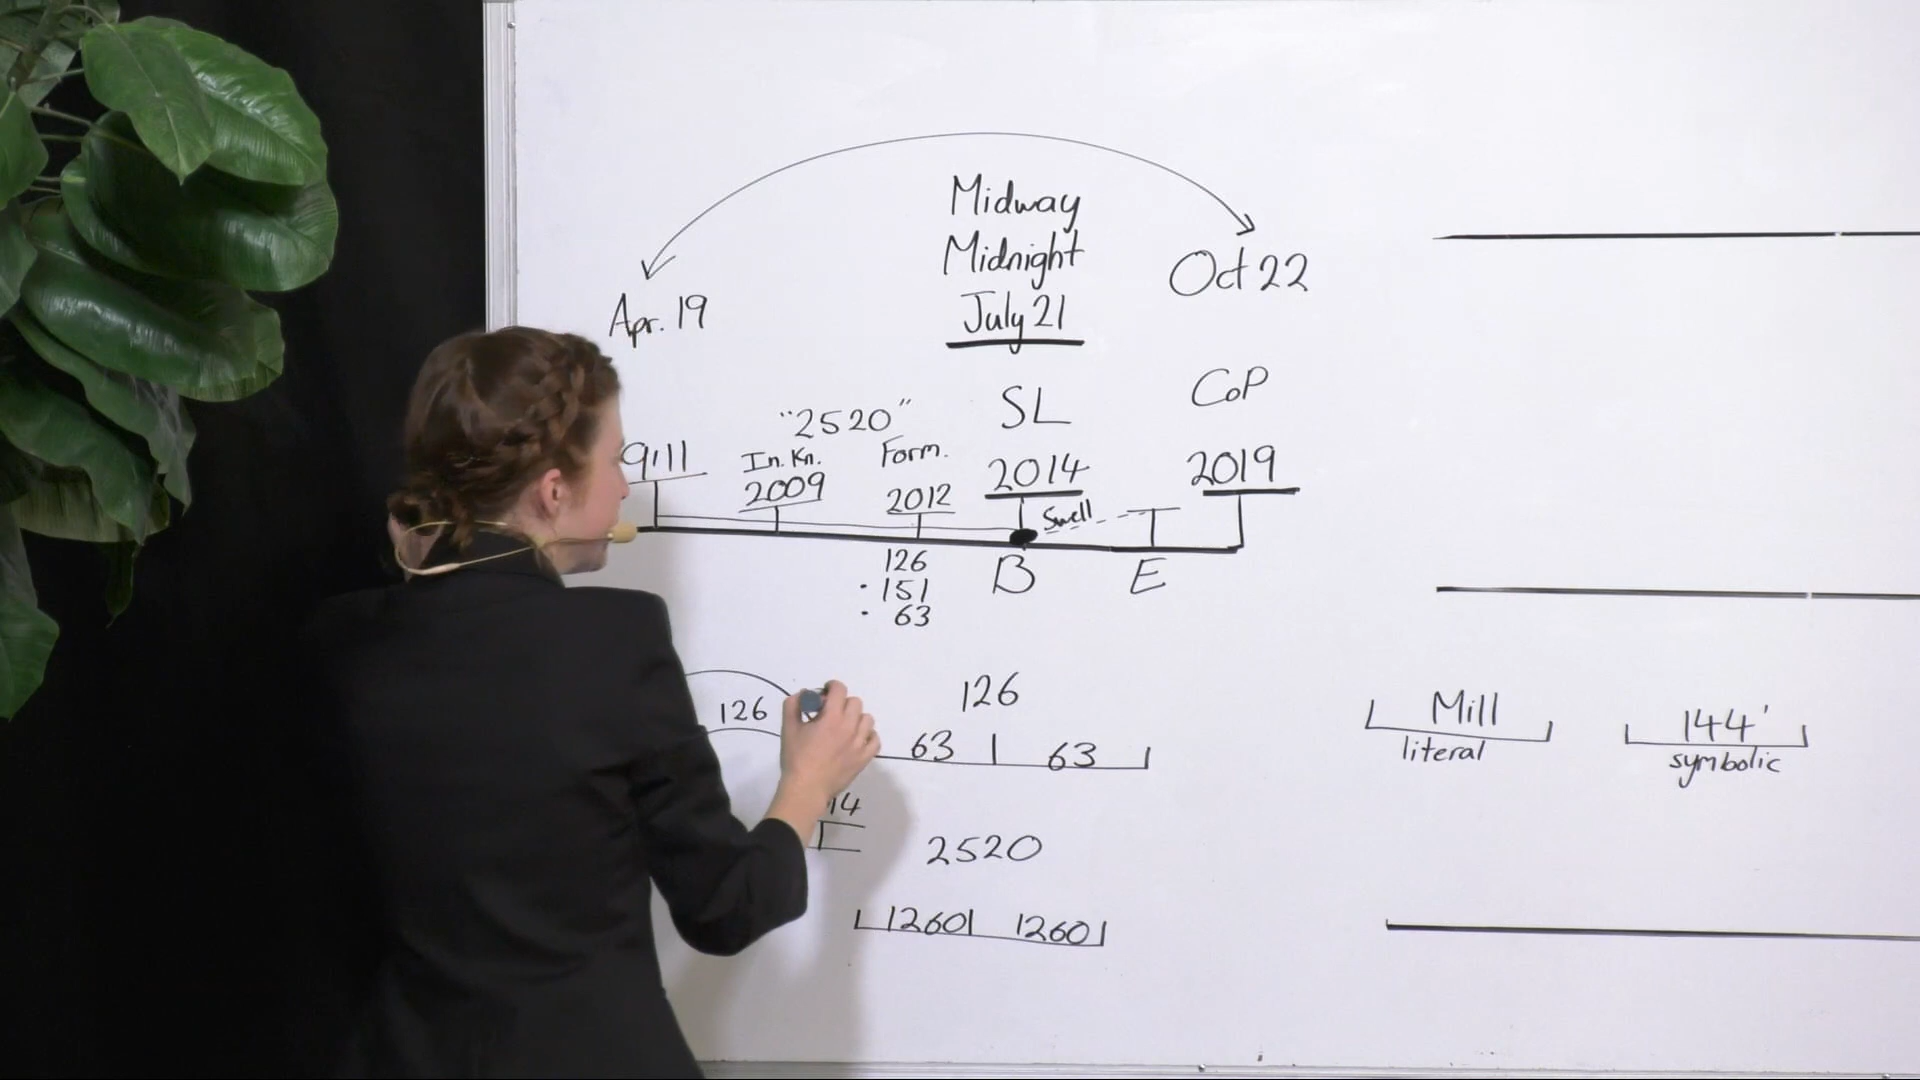 Midway
Midnight
July 21
Oct 22
Apr. 19
CoP
SL
"2520"
9/11
In. Kn.
2009
Form.
2012
2014
2019
Swell
126
· 151
· 63
B
E
126
126
63 63
14
2520
1260 1260
Mill
literal
144'
symbolic